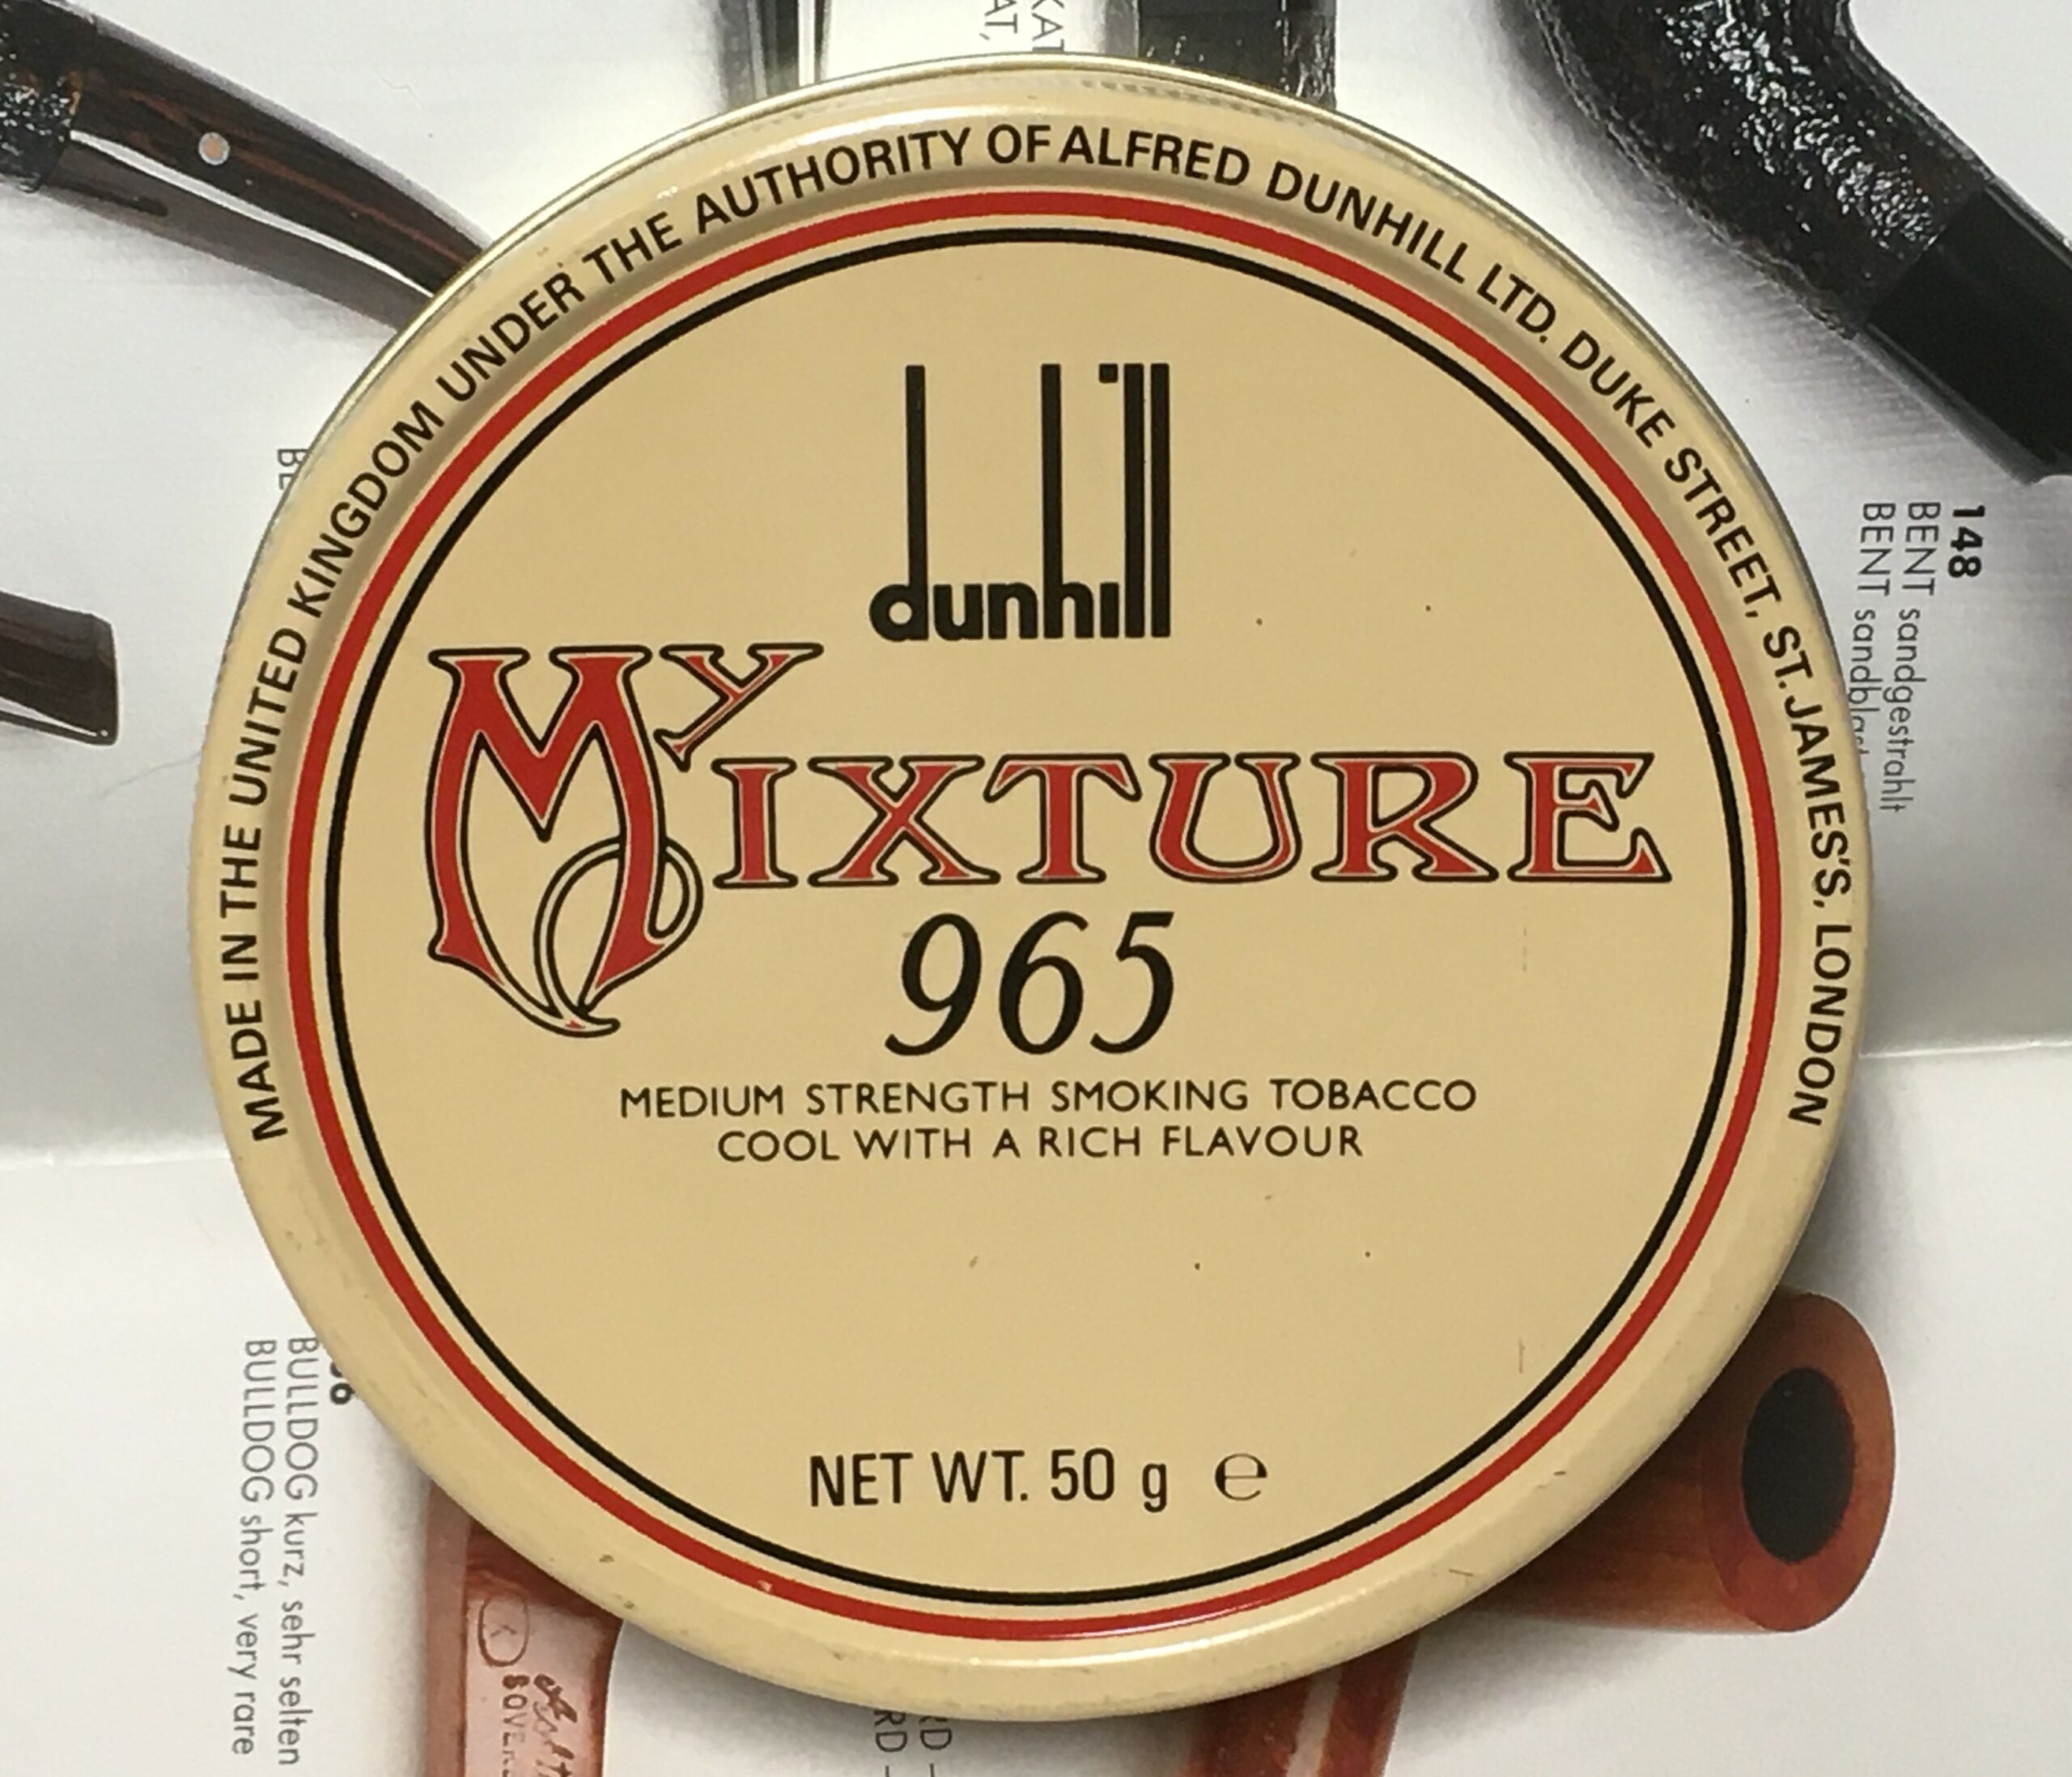 MADE IN THE UNITED KINGDOM UNDER THE AUTHORITY OF ALFRED DUNHILL LTD. DUKE STREET, ST. JAMES'S, LONDON
dunhill
MY MIXTURE
965
MEDIUM STRENGTH SMOKING TOBACCO
COOL WITH A RICH FLAVOUR
NET WT. 50 g ℮
148
BENT sandgestrahlt
BENT
BULLDOG kurz, sehr selten
BULLDOG short, very rare